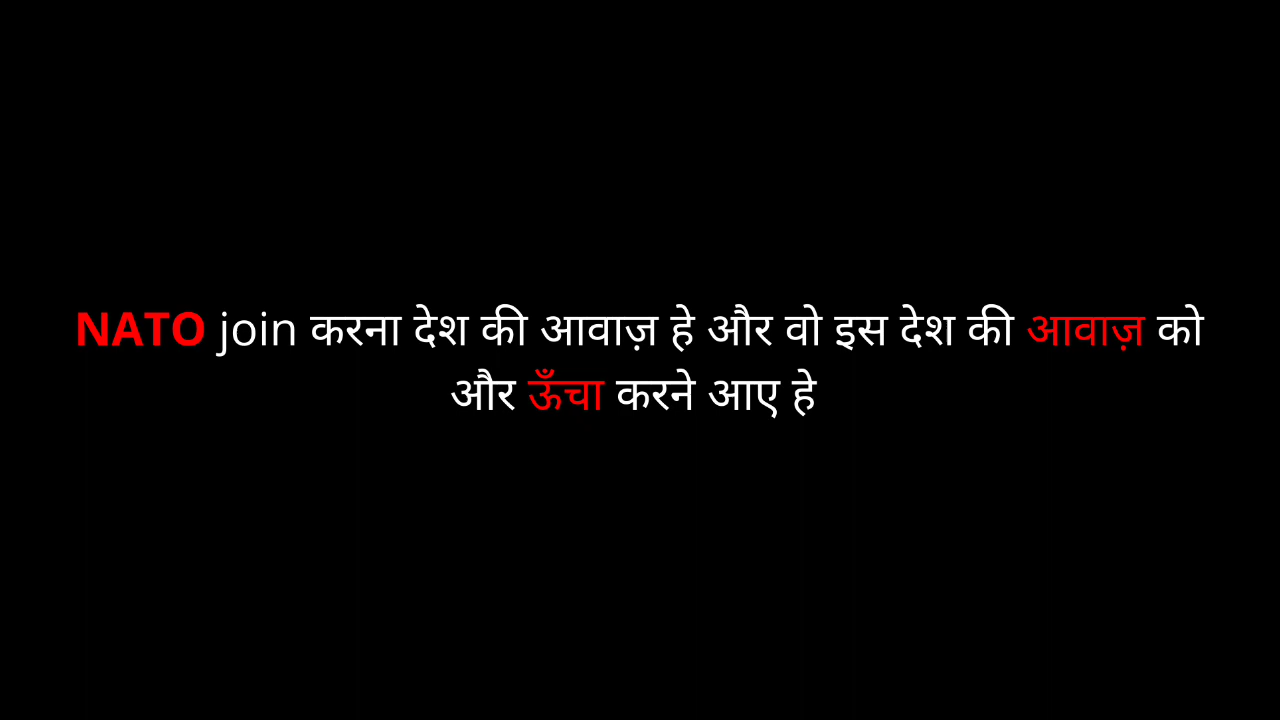 NATO join करना देश की आवाज़ हे और वो इस देश की आवाज़ को
और ऊँचा करने आए हे